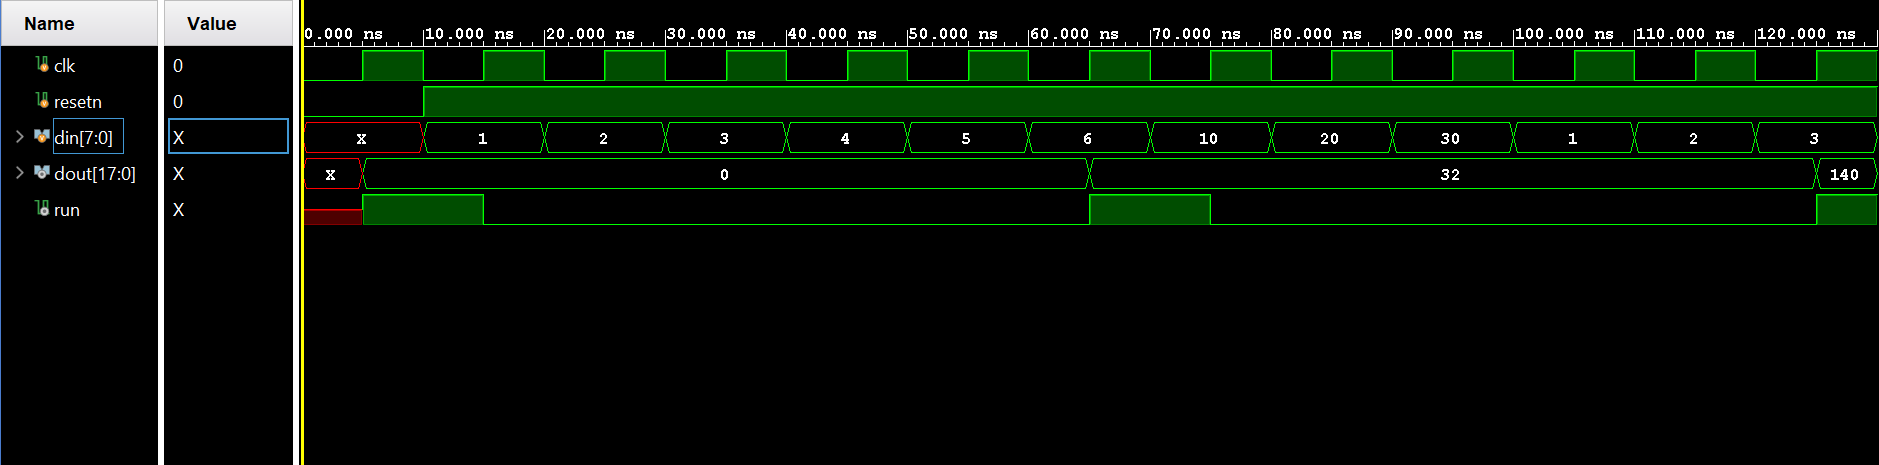 Name Value
0.000 ns 10.000 ns 20.000 ns 30.000 ns 40.000 ns 50.000 ns 60.000 ns 70.000 ns 80.000 ns 90.000 ns 100.000 ns 110.000 ns 120.000 ns
clk 0
resetn 0
din[7:0] X X 1 2 3 4 5 6 10 20 30 1 2 3
dout[17:0] X X 0 32 140
run X